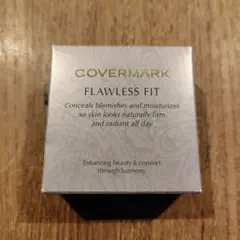 COVERMARK
FLAWLESS FIT
Conceals blemishes and moisturizes
so skin looks naturally firm
and radiant all day.
Enhancing beauty & comfort
through harmony